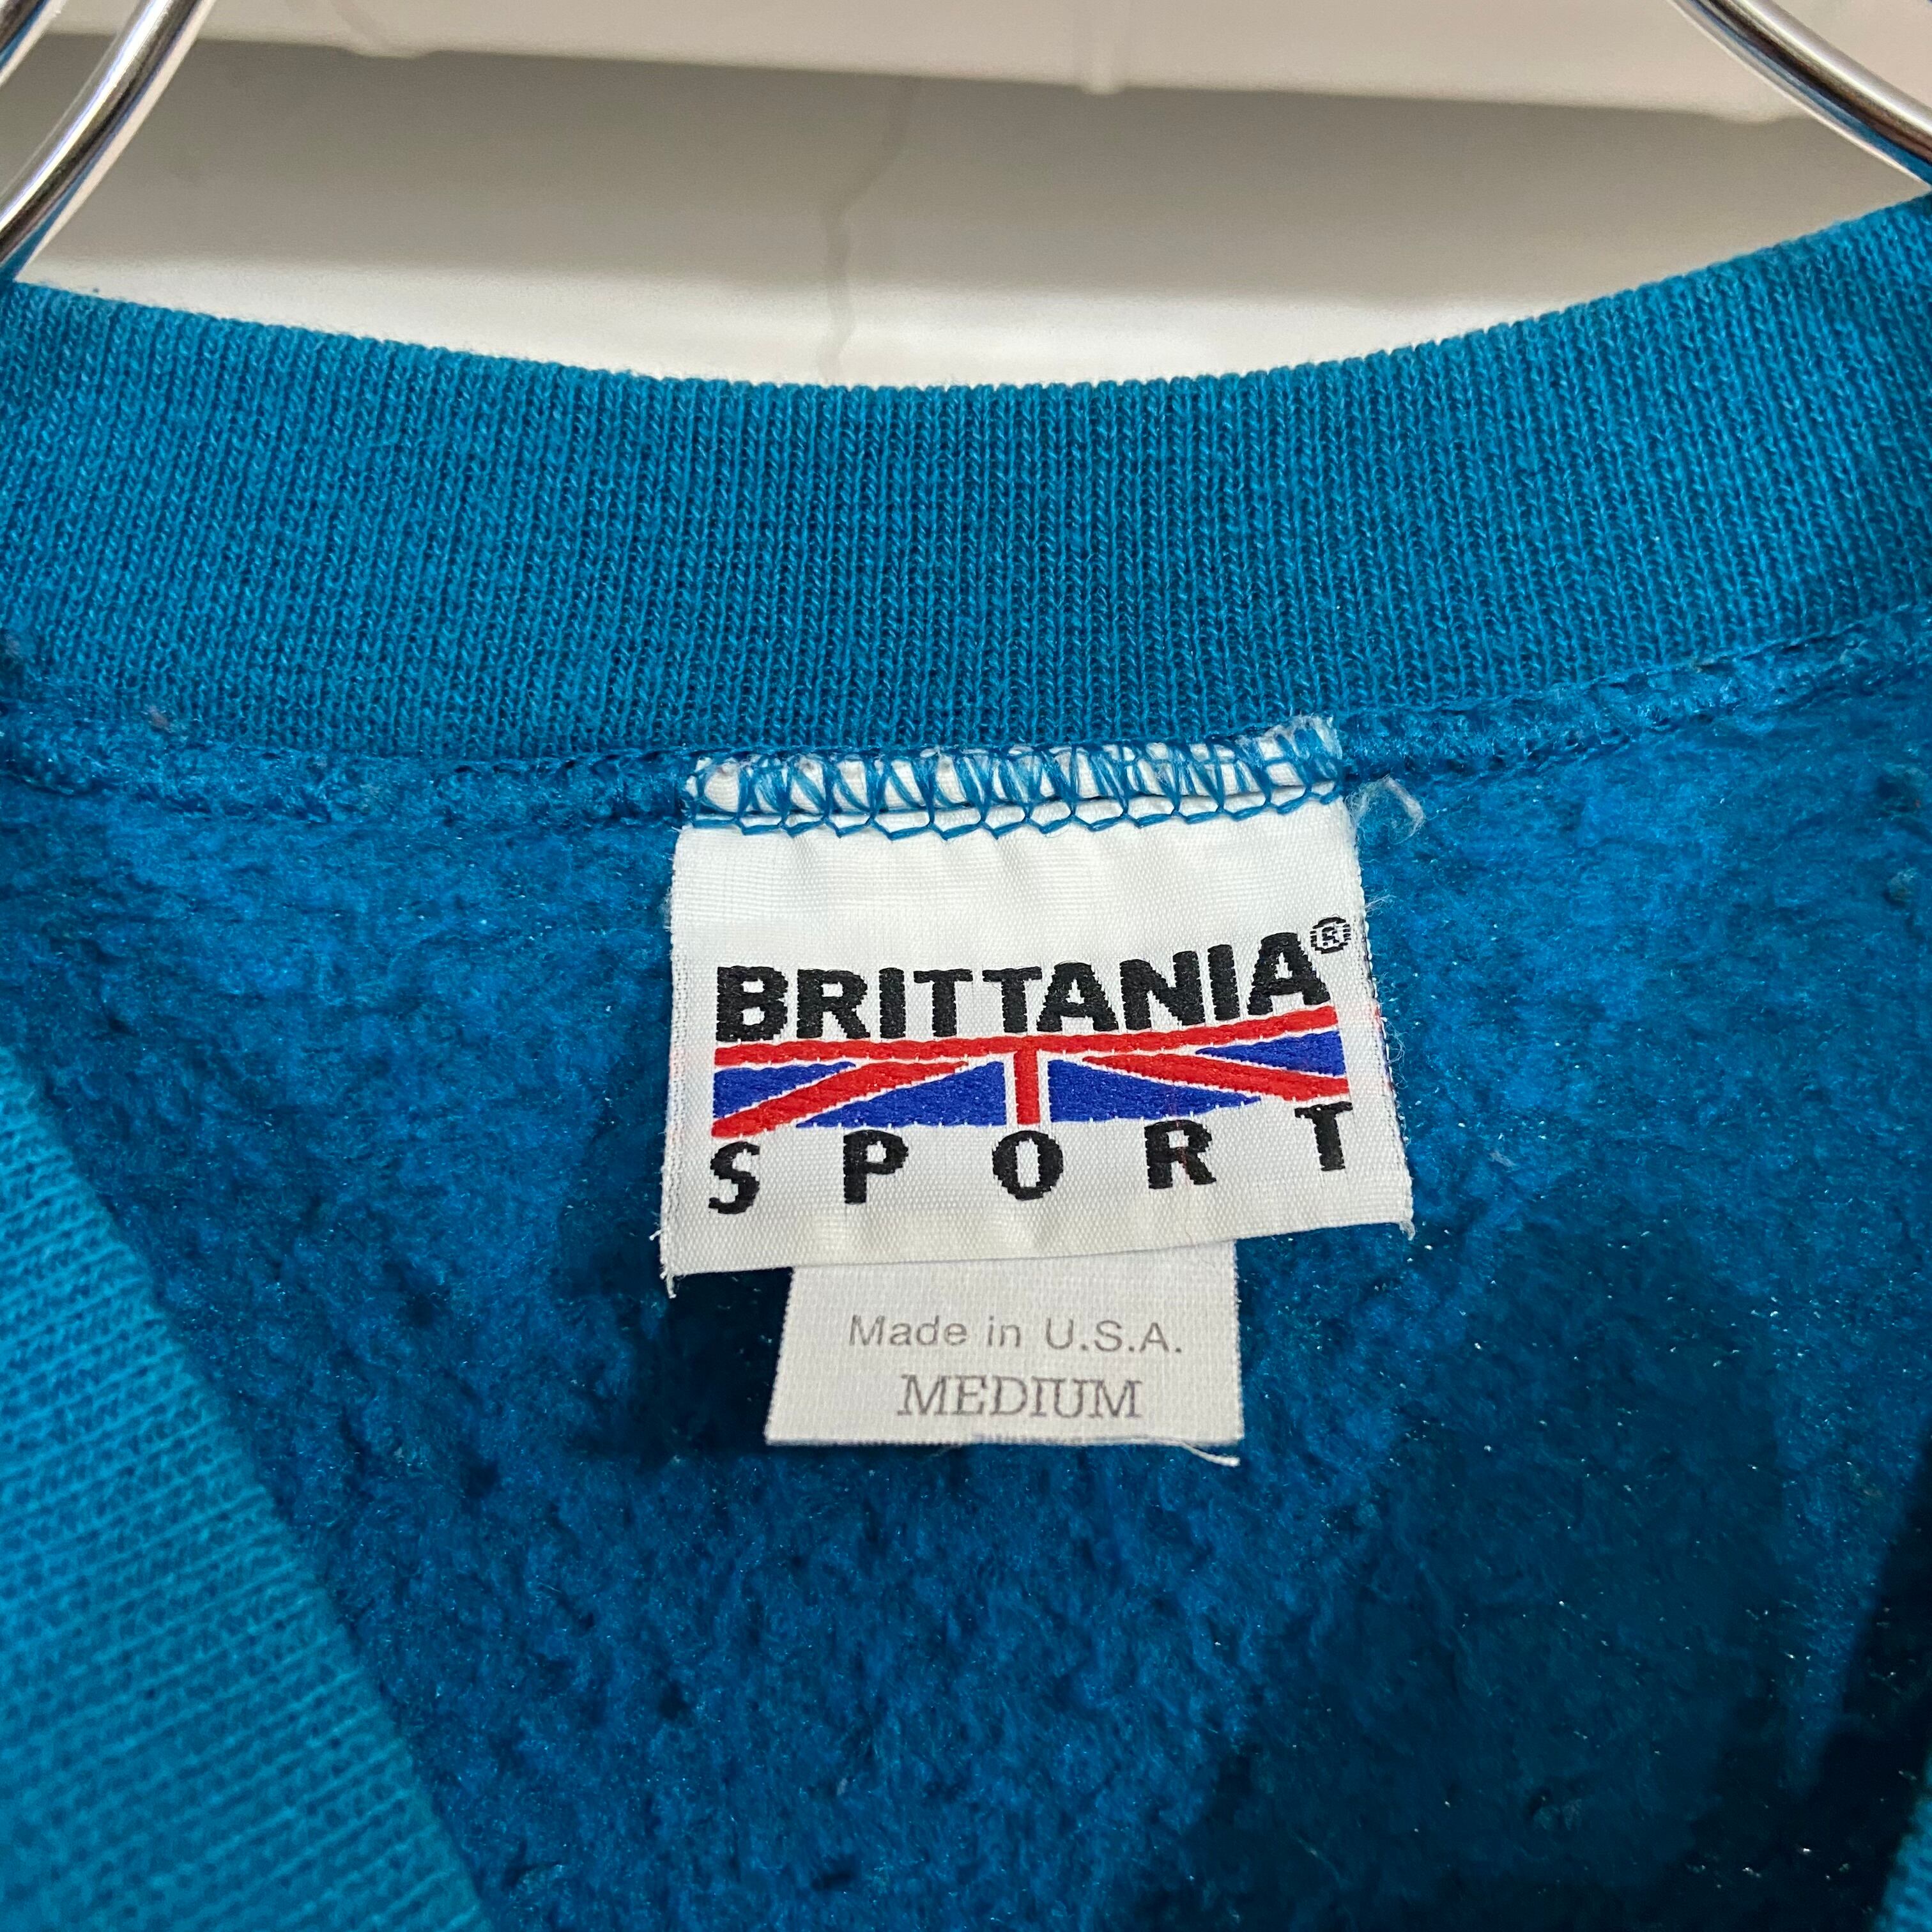 BRITTANIA®
SPORT
Made in U.S.A.
MEDIUM